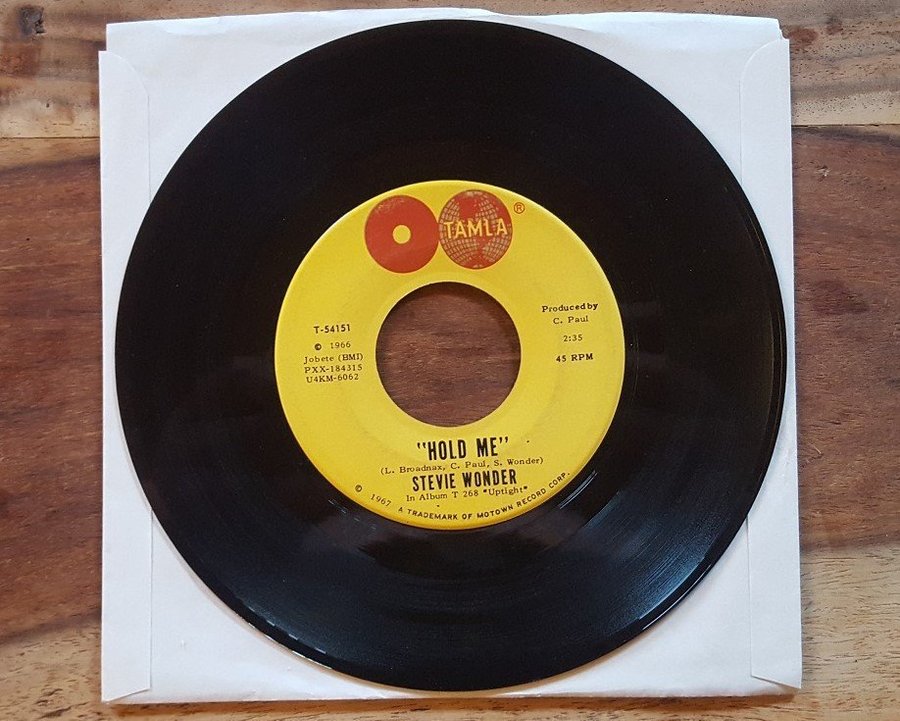 TAMLA ®
T-54151
© 1966
Jobete (BMI)
PXX-184315
U4KM-6062
Produced by
C. Paul
2:35
45 RPM
"HOLD ME"
(L. Broadnax, C. Paul, S. Wonder)
STEVIE WONDER
In Album T 268 "Uptight"
© 1967 A TRADEMARK OF MOTOWN RECORD CORP.